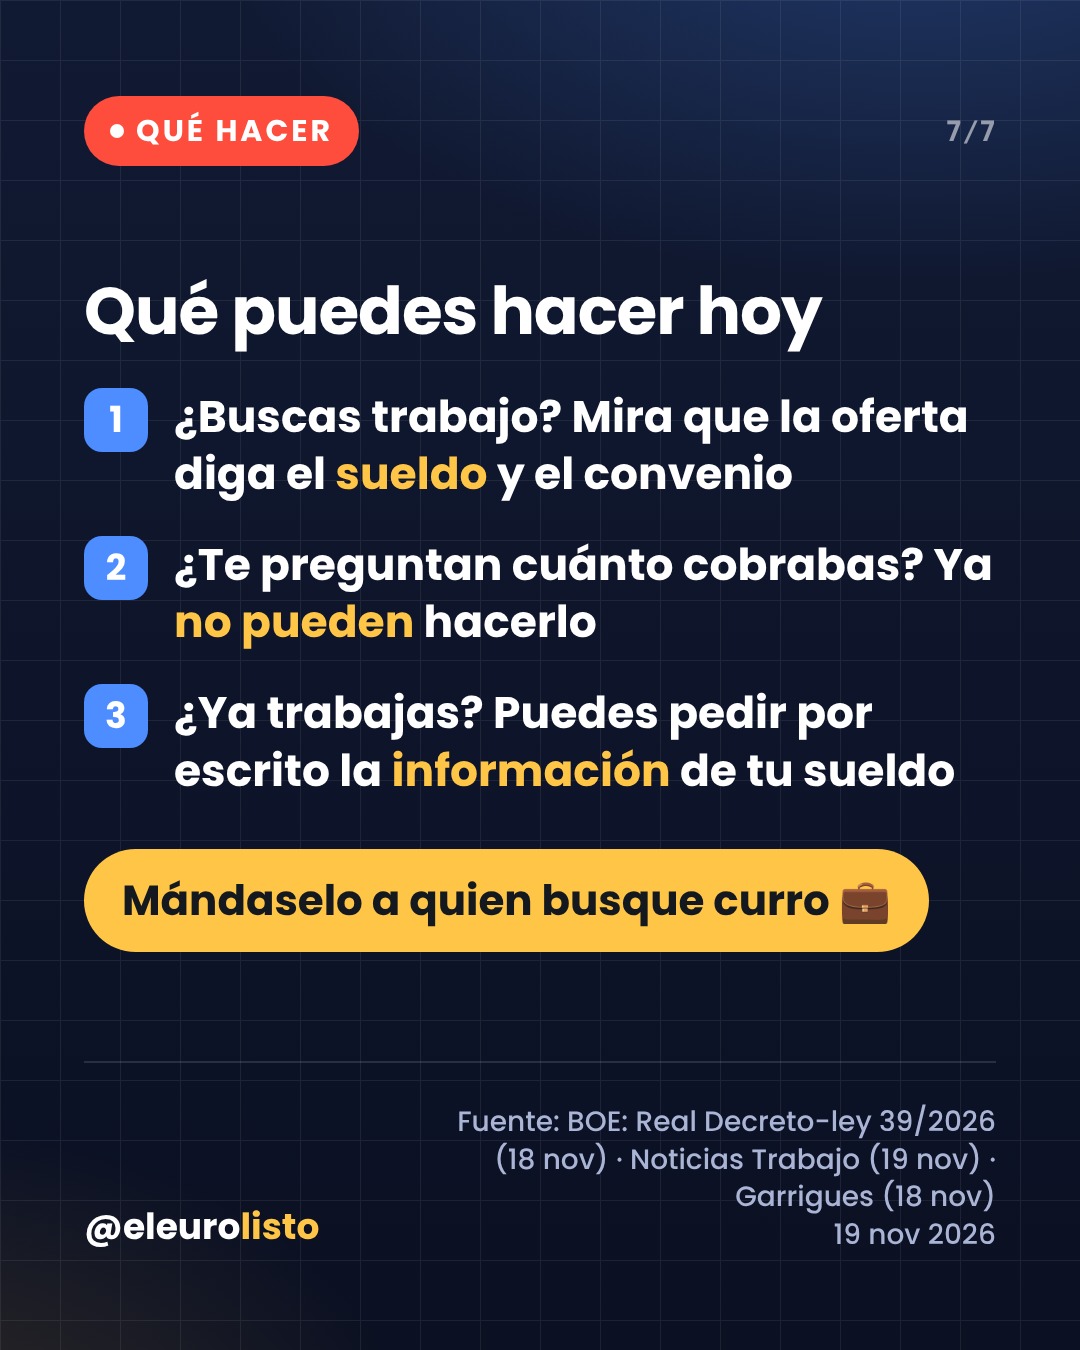 QUÉ HACER
7/7
Qué puedes hacer hoy
1
¿Buscas trabajo? Mira que la oferta
diga el sueldo y el convenio
2
¿Te preguntan cuánto cobrabas? Ya
no pueden hacerlo
3
¿Ya trabajas? Puedes pedir por
escrito la información de tu sueldo
Mándaselo a quien busque curro 💼
Fuente: BOE: Real Decreto-ley 39/2026
(18 nov) · Noticias Trabajo (19 nov) ·
Garrigues (18 nov)
19 nov 2026
@eleurolisto